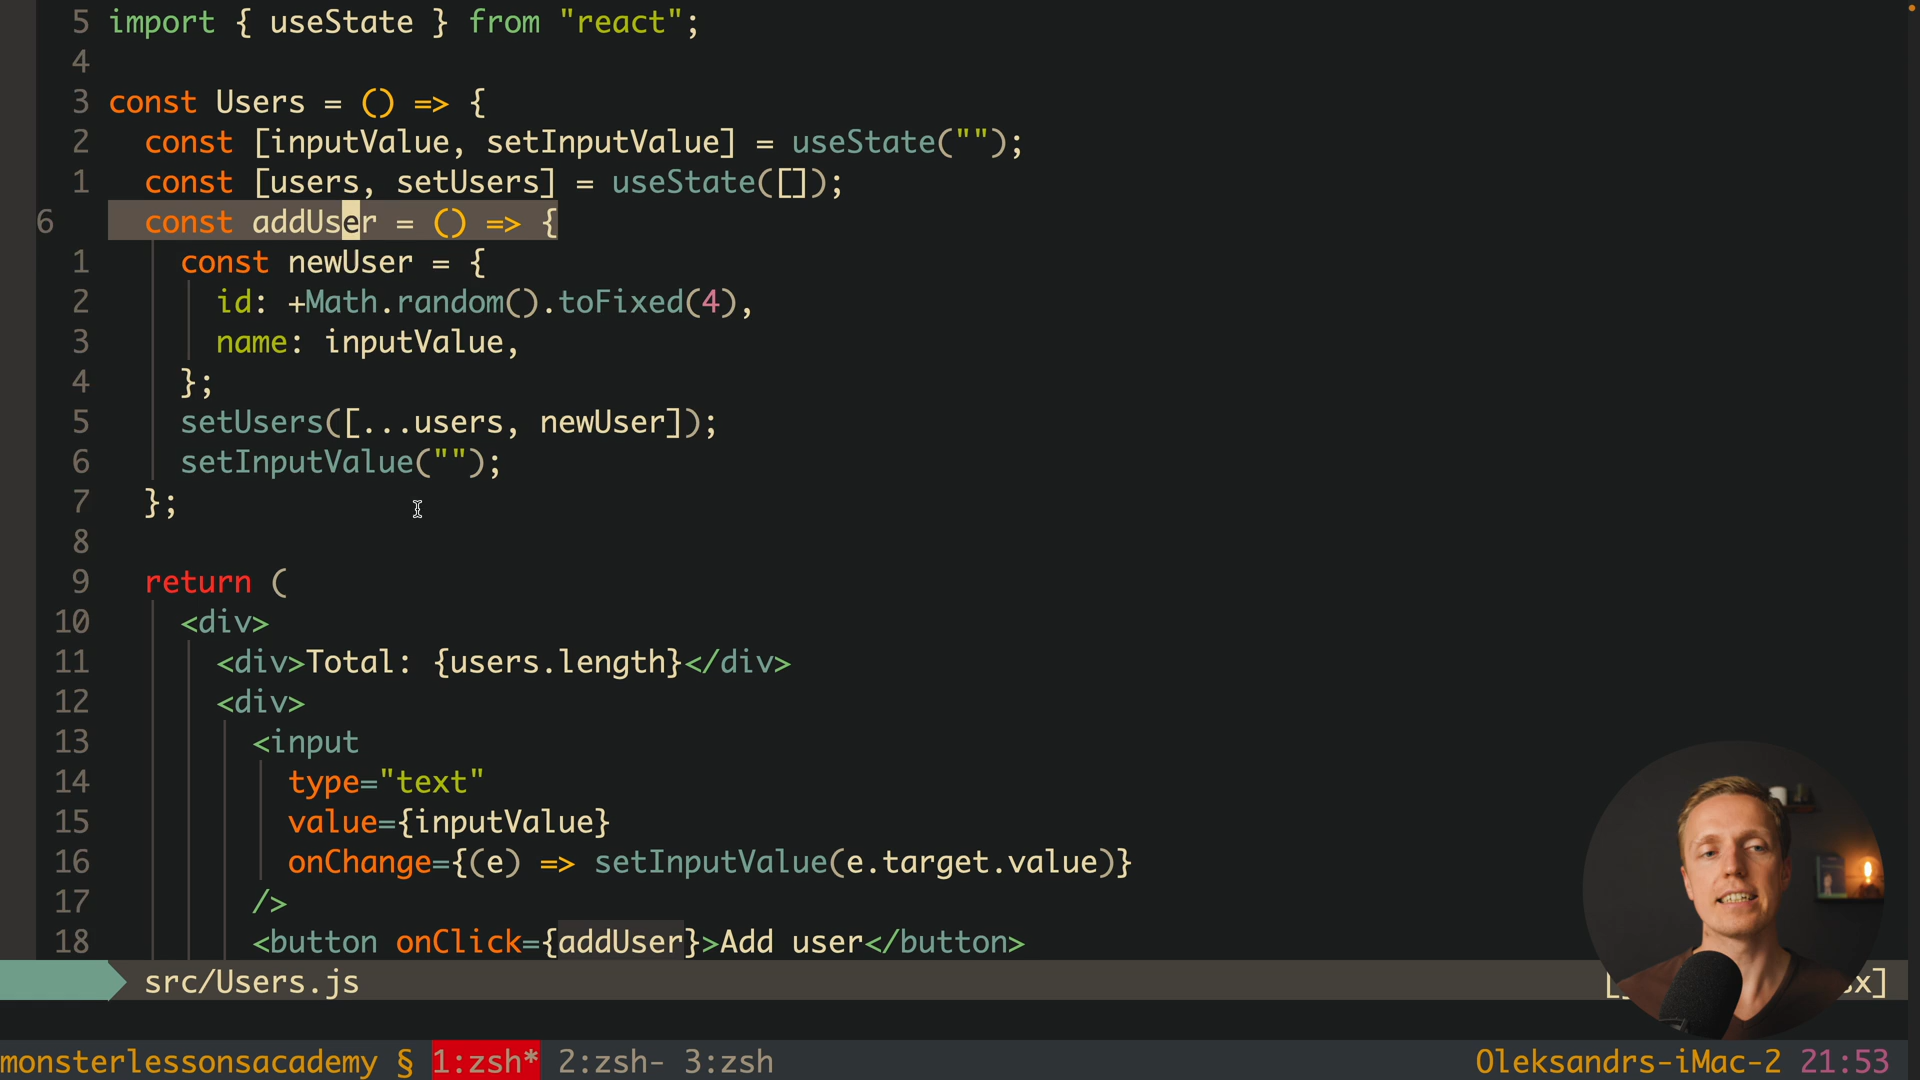 5 import { useState } from "react";
4
3 const Users = () => {
2 const [inputValue, setInputValue] = useState("");
1 const [users, setUsers] = useState([]);
6 const addUser = () => {
1 const newUser = {
2 id: +Math.random().toFixed(4),
3 name: inputValue,
4 };
5 setUsers([...users, newUser]);
6 setInputValue("");
7 };
8
9 return (
10 <div>
11 <div>Total: {users.length}</div>
12 <div>
13 <input
14 type="text"
15 value={inputValue}
16 onChange={(e) => setInputValue(e.target.value)}
17 />
18 <button onClick={addUser}>Add user</button>
src/Users.js
monsterlessonsacademy § 1:zsh* 2:zsh- 3:zsh Oleksandrs-iMac-2 21:53